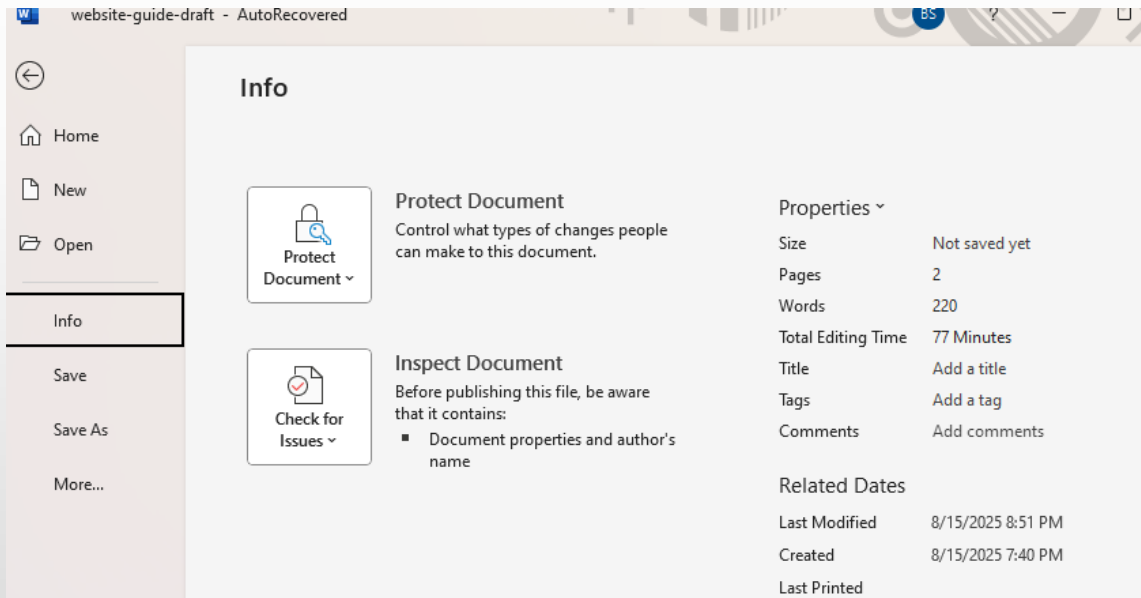 W website-guide-draft - AutoRecovered
BS ?
Info
Home
New
Open
Info
Save
Save As
More...
Protect
Document
Protect Document
Control what types of changes people
can make to this document.
Check for
Issues
Inspect Document
Before publishing this file, be aware
that it contains:
■ Document properties and author's
name
Properties
Size Not saved yet
Pages 2
Words 220
Total Editing Time 77 Minutes
Title Add a title
Tags Add a tag
Comments Add comments
Related Dates
Last Modified 8/15/2025 8:51 PM
Created 8/15/2025 7:40 PM
Last Printed